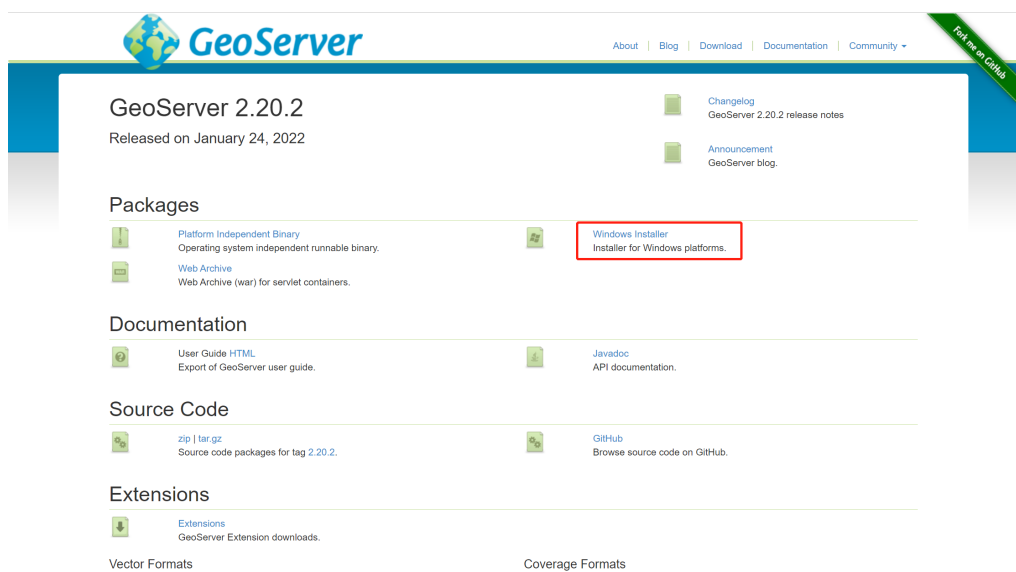 GeoServer
About
Blog
Download
Documentation
Community
Fork me on GitHub
GeoServer 2.20.2
Released on January 24, 2022
Changelog
GeoServer 2.20.2 release notes
Announcement
GeoServer blog.
Packages
Platform Independent Binary
Operating system independent runnable binary.
Windows Installer
Installer for Windows platforms.
Web Archive
Web Archive (war) for servlet containers.
Documentation
User Guide HTML
Export of GeoServer user guide.
Javadoc
API documentation.
Source Code
zip | tar.gz
Source code packages for tag 2.20.2.
GitHub
Browse source code on GitHub.
Extensions
Extensions
GeoServer Extension downloads.
Vector Formats
Coverage Formats